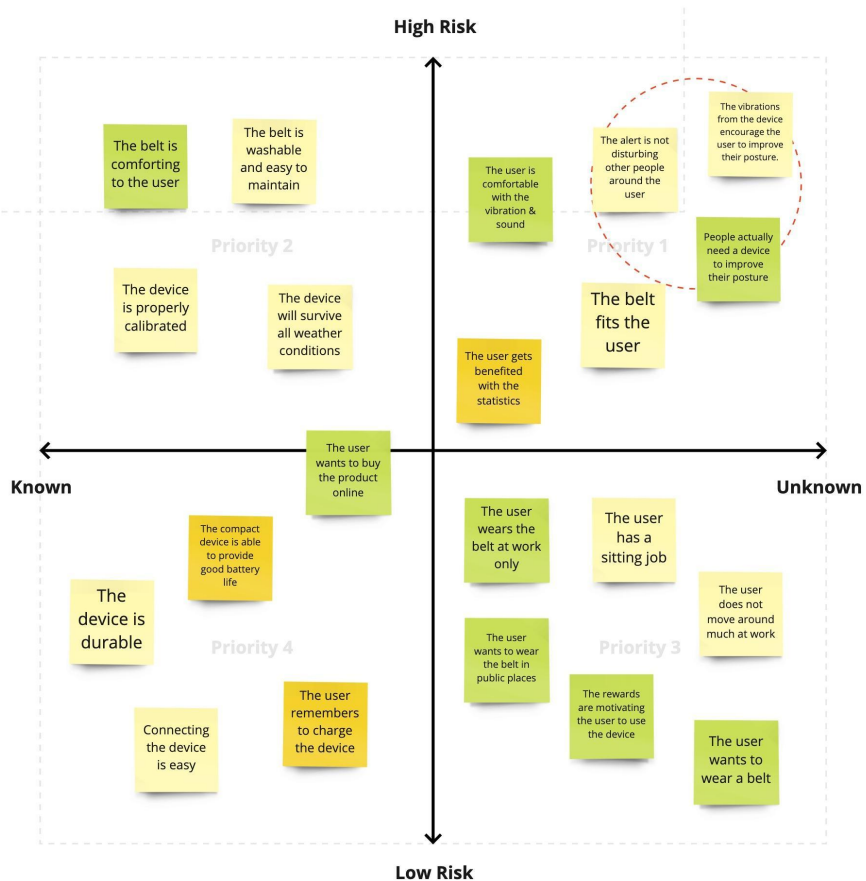 High Risk
The belt is
comforting
to the user
The belt is
washable
and easy to
maintain
The user
is
comfortable
with the
vibration &
sound
The alert is not
disturbing
other people
around the
user
The vibrations
from the device
encourage the
user to improve
their posture.
Priority 2
Priority 1
People actually
need a device
to improve
their posture
The device
is properly
calibrated
The device
will survive
all weather
conditions
The belt
fits the
user
The user gets
benefited
with the
statistics
Known
Unknown
The user
wants to buy
the product
online
The compact
device is able
to provide
good battery
life
The
device is
durable
Priority 4
Connecting
the device
is easy
The user
remembers
to charge
the device
The user
wears the
belt at work
only
The user
has a
sitting job
The user
does not
move around
much at work
The user
wants to wear
the belt in
public places
Priority 3
The rewards
are motivating
the user to use
the device
The user
wants to
wear a belt
Low Risk